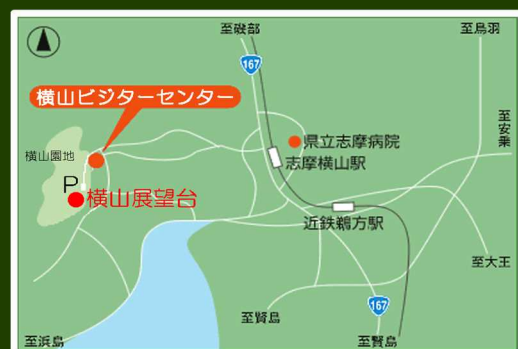 至磯部
至鳥羽
167
横山ビジターセンター
至安乗
県立志摩病院
横山園地
志摩横山駅
P
横山展望台
近鉄鵜方駅
至大王
167
至賢島
至浜島
至賢島